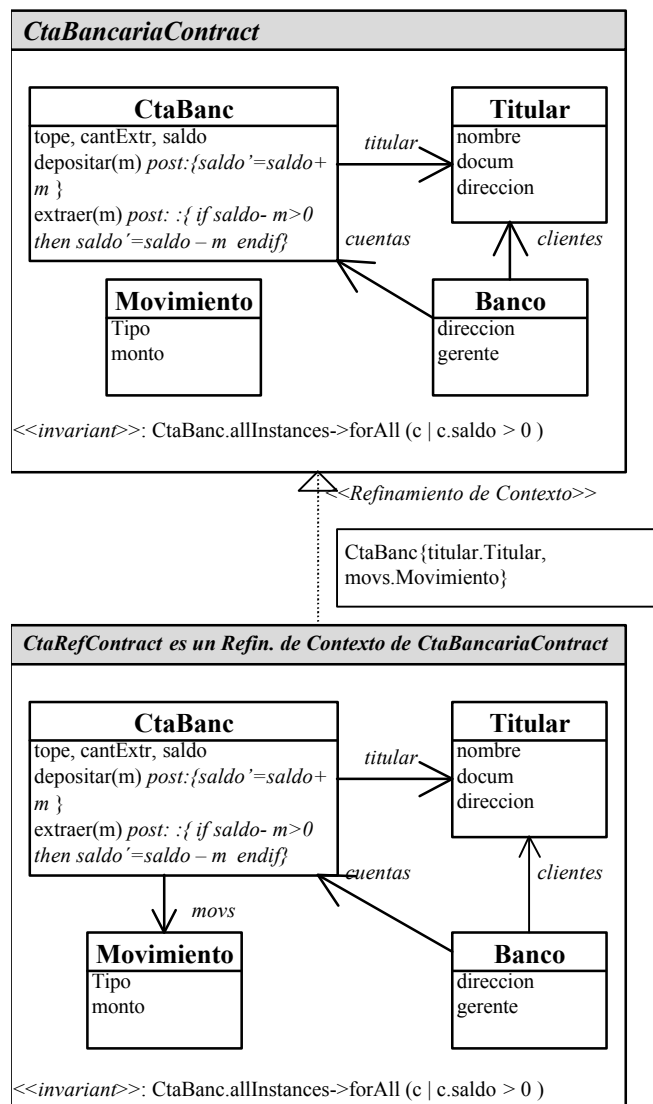 CtaBancariaContract
CtaBanc
tope, cantExtr, saldo
depositar(m) post:{saldo’=saldo+
m }
extraer(m) post: :{ if saldo- m>0
then saldo´=saldo – m endif}
titular
Titular
nombre
docum
direccion
cuentas
clientes
Movimiento
Tipo
monto
Banco
direccion
gerente
<<invariant>>: CtaBanc.allInstances->forAll (c | c.saldo > 0 )
<<Refinamiento de Contexto>>
CtaBanc{titular.Titular,
movs.Movimiento}
CtaRefContract es un Refin. de Contexto de CtaBancariaContract
CtaBanc
tope, cantExtr, saldo
depositar(m) post:{saldo’=saldo+
m }
extraer(m) post: :{ if saldo- m>0
then saldo´=saldo – m endif}
titular
Titular
nombre
docum
direccion
cuentas
clientes
movs
Movimiento
Tipo
monto
Banco
direccion
gerente
<<invariant>>: CtaBanc.allInstances->forAll (c | c.saldo > 0 )